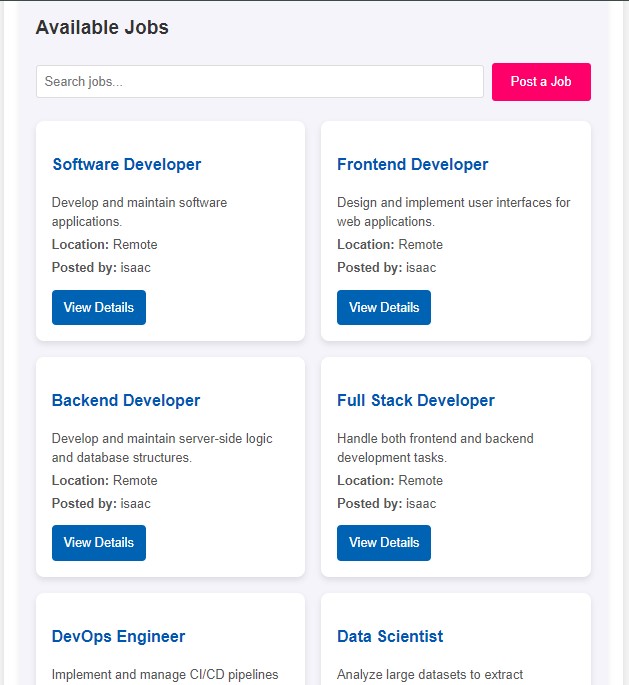 Available Jobs
Search jobs...
Post a Job
Software Developer
Develop and maintain software
applications.
Location: Remote
Posted by: isaac
View Details
Frontend Developer
Design and implement user interfaces for
web applications.
Location: Remote
Posted by: isaac
View Details
Backend Developer
Develop and maintain server-side logic
and database structures.
Location: Remote
Posted by: isaac
View Details
Full Stack Developer
Handle both frontend and backend
development tasks.
Location: Remote
Posted by: isaac
View Details
DevOps Engineer
Implement and manage CI/CD pipelines
Data Scientist
Analyze large datasets to extract